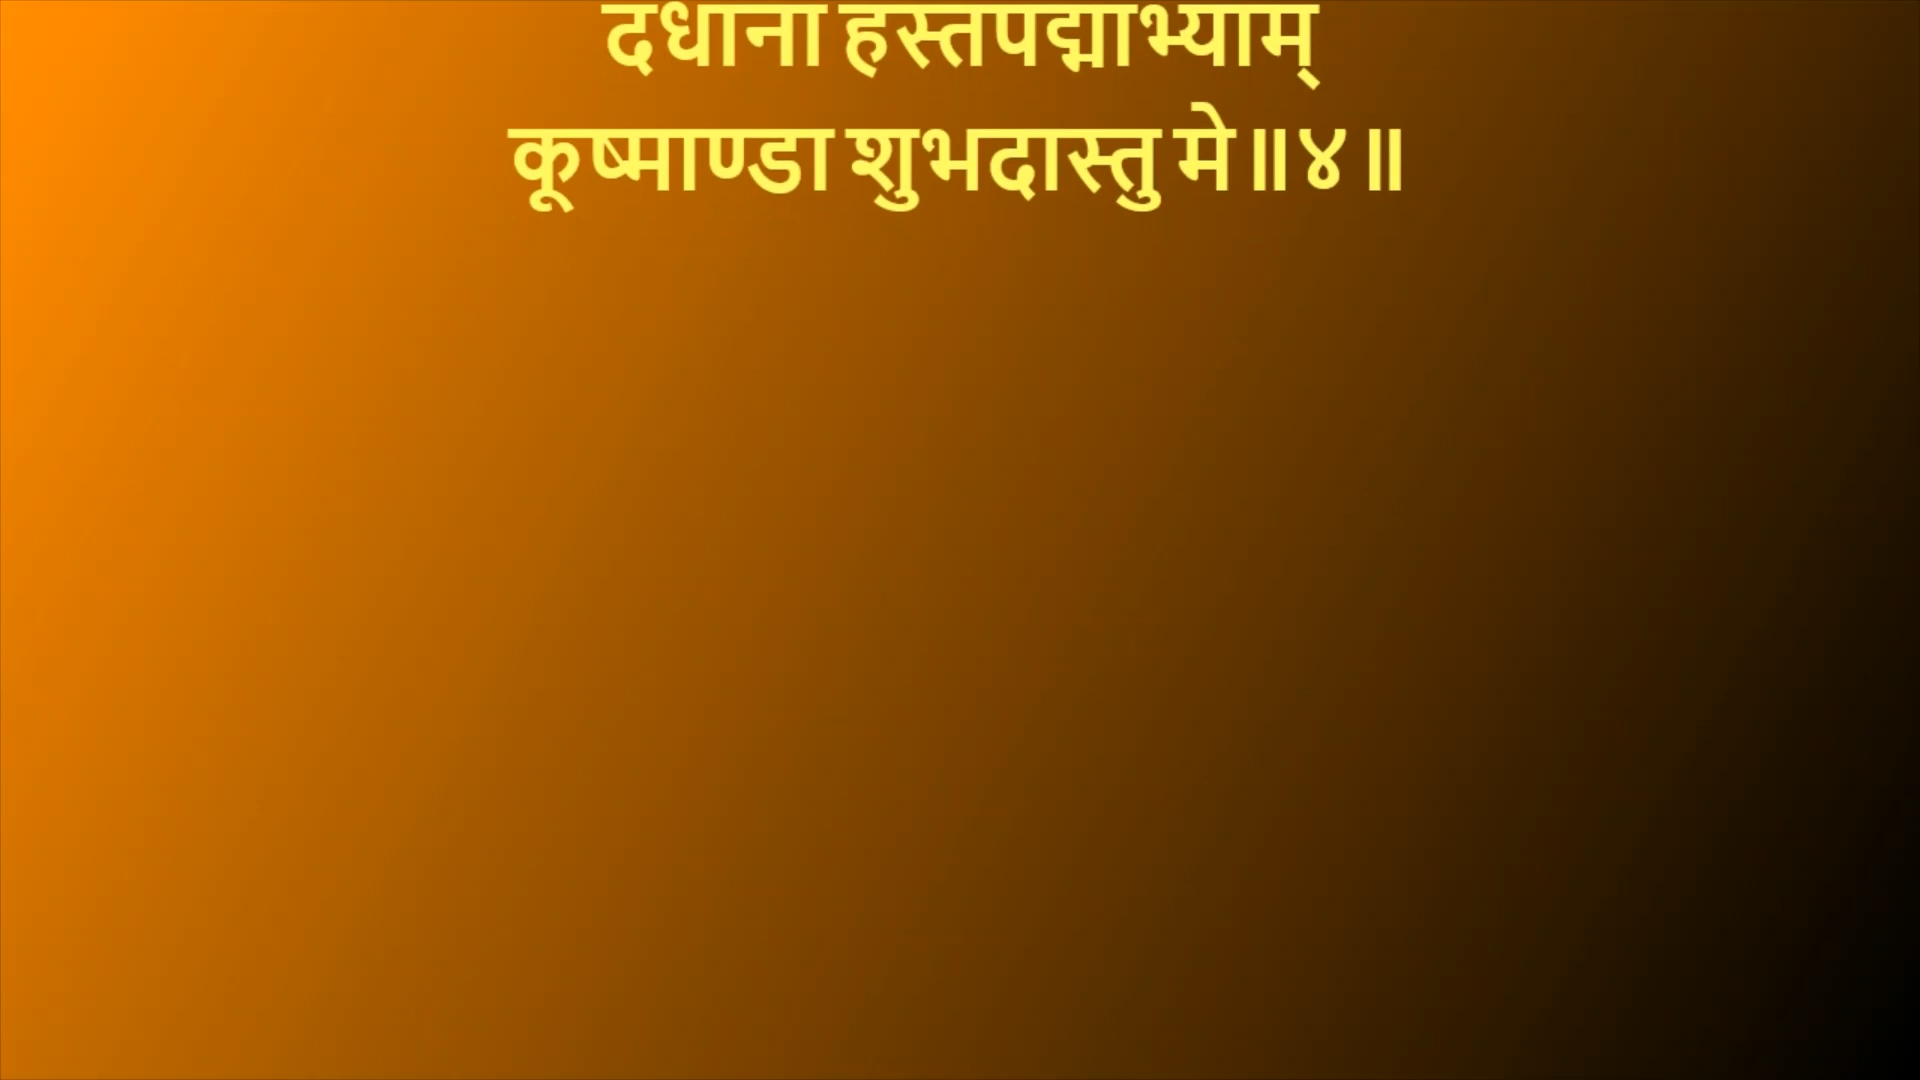 दधाना हस्तपद्माभ्याम्
कूष्माण्डा शुभदास्तु मे॥४॥